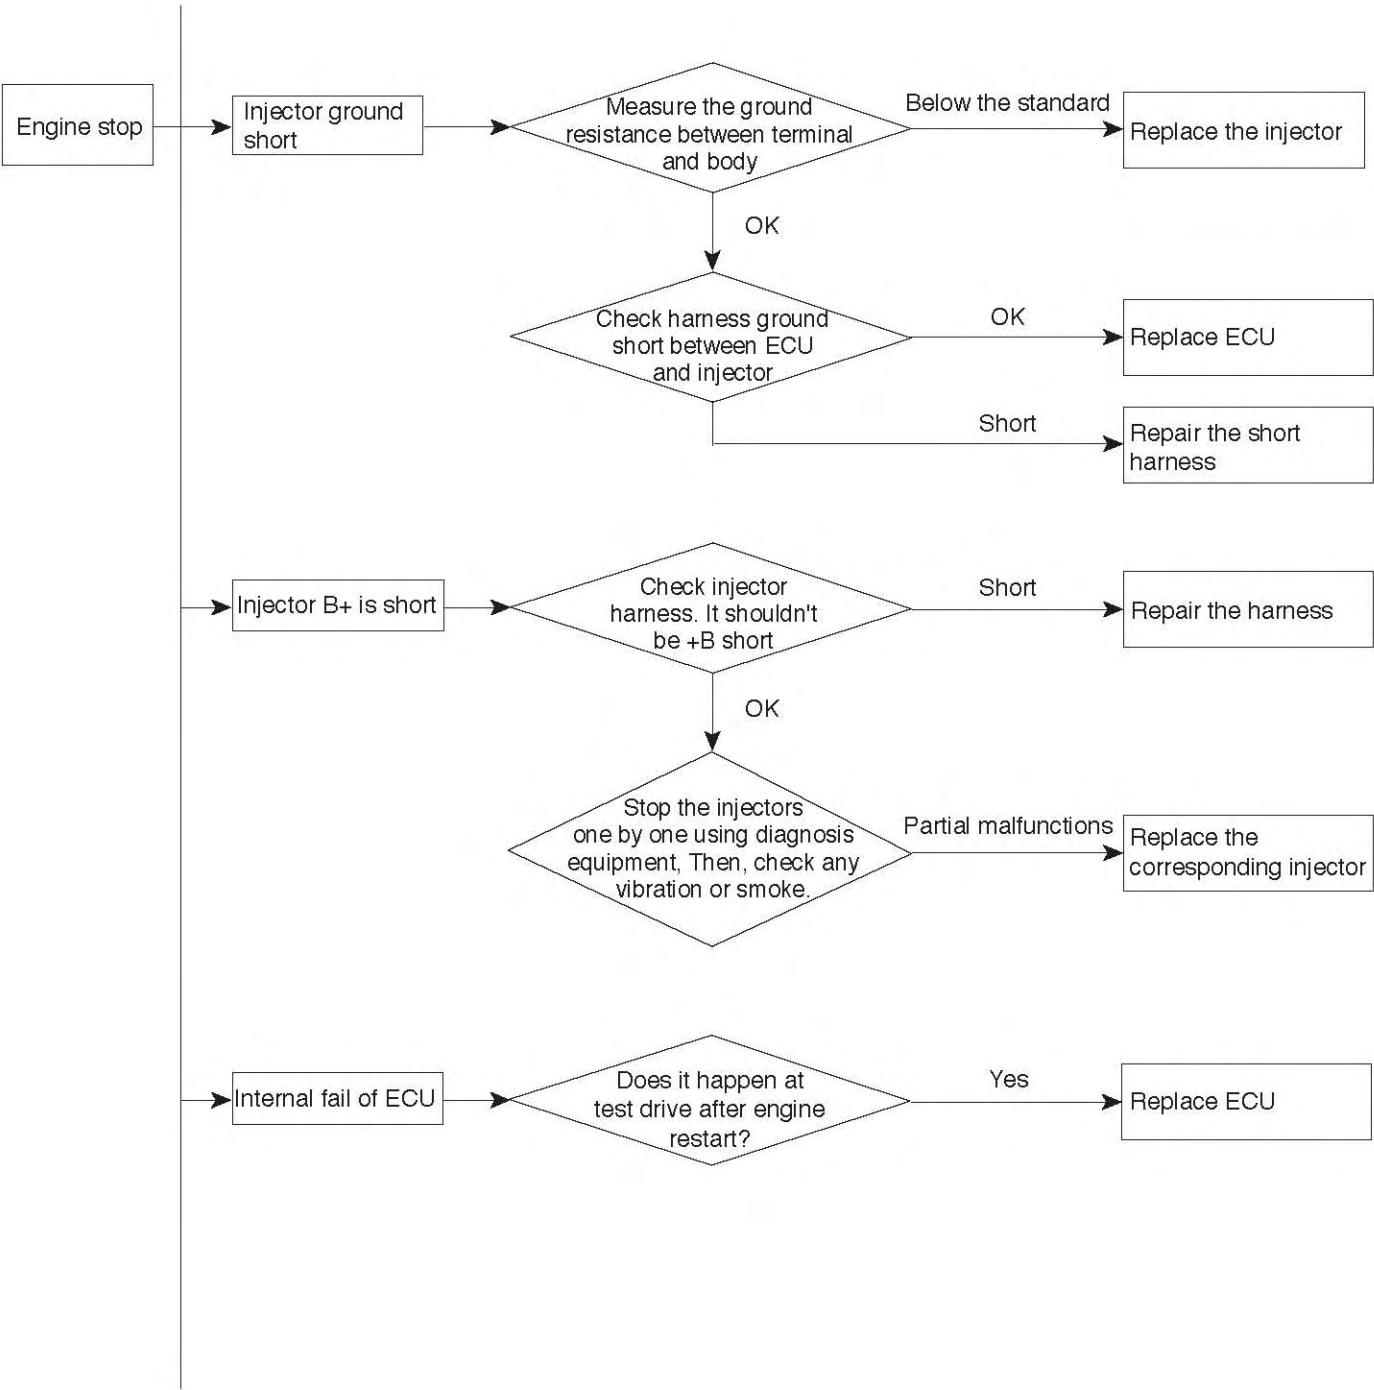 Engine stop
Injector ground
short
Measure the ground
resistance between terminal
and body
Below the standard
Replace the injector
OK
Check harness ground
short between ECU
and injector
OK
Replace ECU
Short
Repair the short
harness
Injector B+ is short
Check injector
harness. It shouldn't
be +B short
Short
Repair the harness
OK
Stop the injectors
one by one using diagnosis
equipment, Then, check any
vibration or smoke.
Partial malfunctions
Replace the
corresponding injector
Internal fail of ECU
Does it happen at
test drive after engine
restart?
Yes
Replace ECU